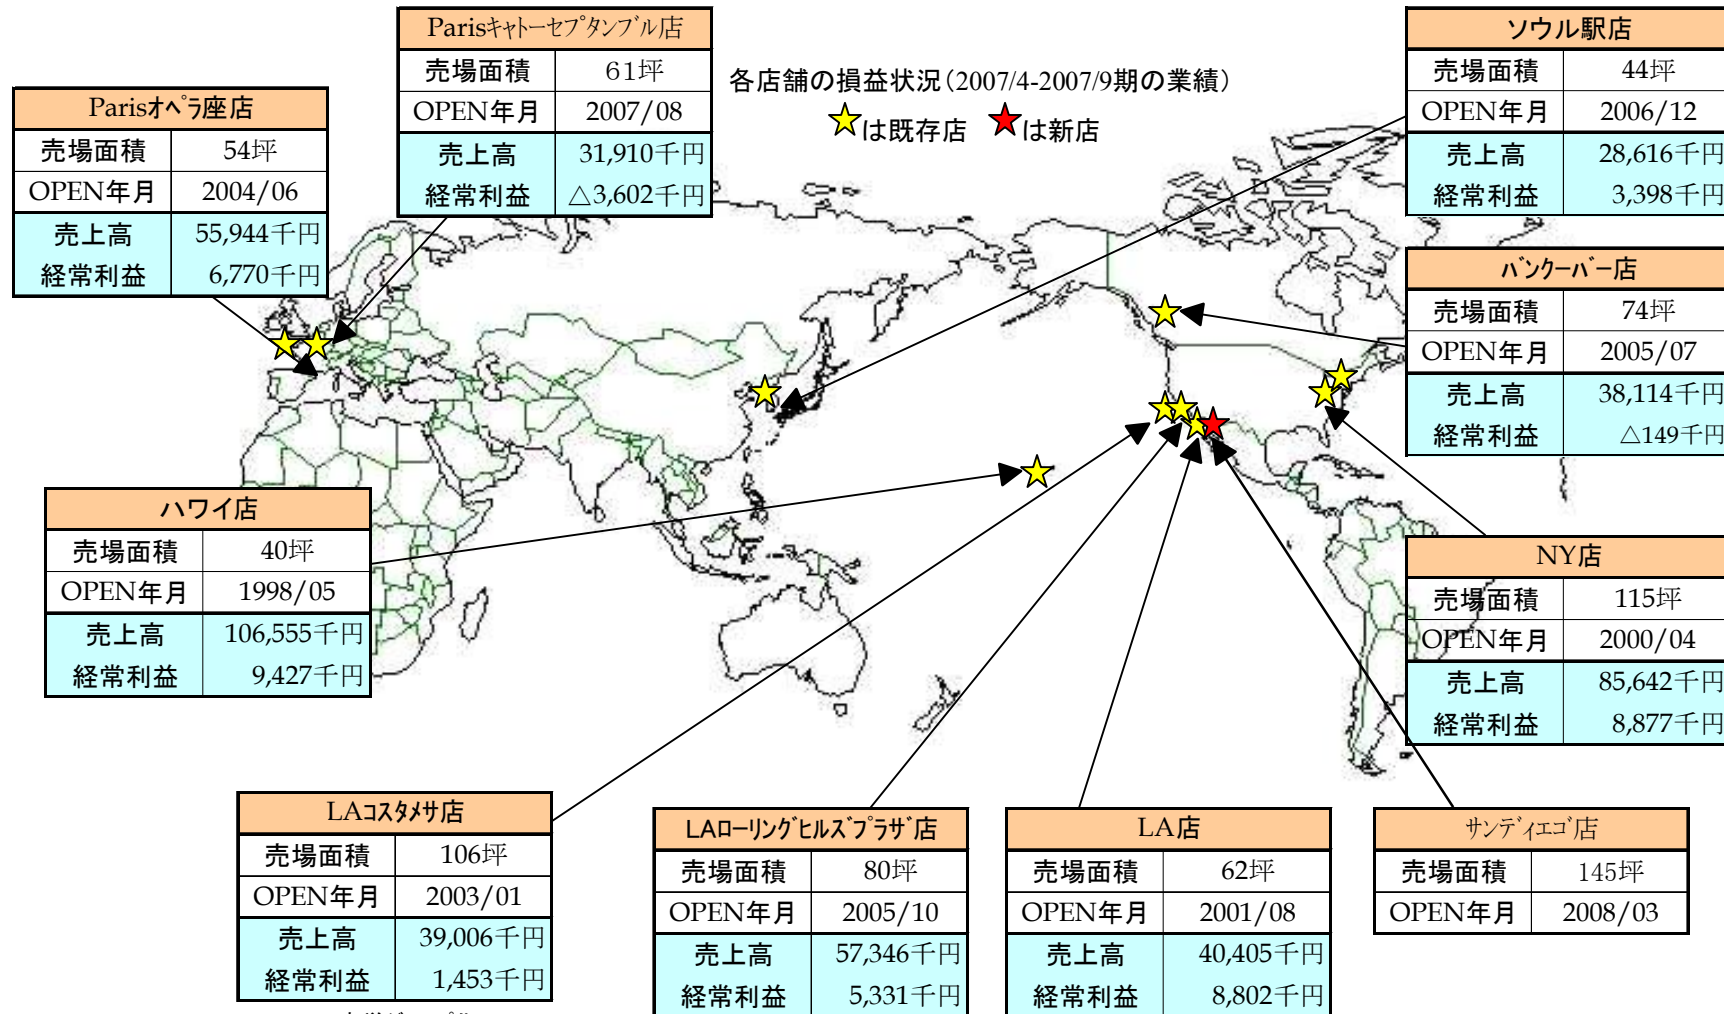 Parisキャトーセプタンブル店
売場面積 61坪
OPEN年月 2007/08
売上高 31,910千円
経常利益 △3,602千円
各店舗の損益状況(2007/4-2007/9期の業績)
は既存店 は新店
ソウル駅店
売場面積 44坪
OPEN年月 2006/12
売上高 28,616千円
経常利益 3,398千円
Parisオペラ座店
売場面積 54坪
OPEN年月 2004/06
売上高 55,944千円
経常利益 6,770千円
バンクーバー店
売場面積 74坪
OPEN年月 2005/07
売上高 38,114千円
経常利益 △149千円
ハワイ店
売場面積 40坪
OPEN年月 1998/05
売上高 106,555千円
経常利益 9,427千円
NY店
売場面積 115坪
OPEN年月 2000/04
売上高 85,642千円
経常利益 8,877千円
LAコスタメサ店
売場面積 106坪
OPEN年月 2003/01
売上高 39,006千円
経常利益 1,453千円
LAローリングヒルズプラザ店
売場面積 80坪
OPEN年月 2005/10
売上高 57,346千円
経常利益 5,331千円
LA店
売場面積 62坪
OPEN年月 2001/08
売上高 40,405千円
経常利益 8,802千円
サンディエゴ店
売場面積 145坪
OPEN年月 2008/03